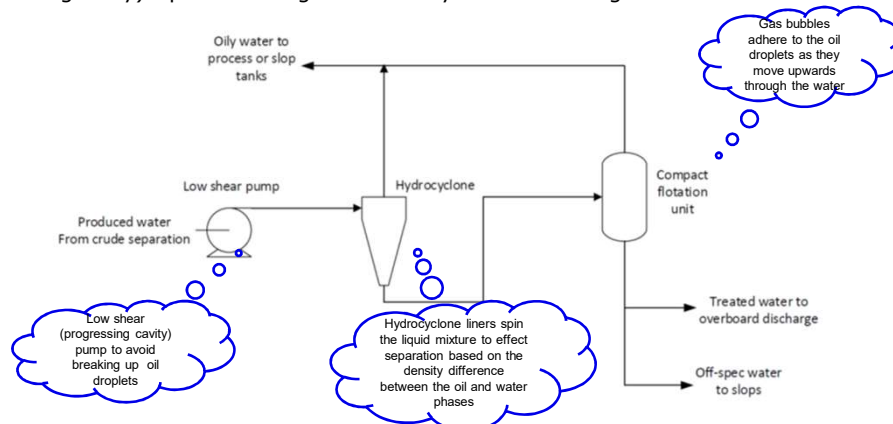 Oily water to
process or slop
tanks
Gas bubbles
adhere to the oil
droplets as they
move upwards
through the water
Low shear pump
Hydrocyclone
Compact
flotation
unit
Produced water
From crude separation
Low shear
(progressing cavity)
pump to avoid
breaking up oil
droplets
Hydrocyclone liners spin
the liquid mixture to effect
separation based on the
density difference
between the oil and water
phases
Treated water to
overboard discharge
Off-spec water
to slops